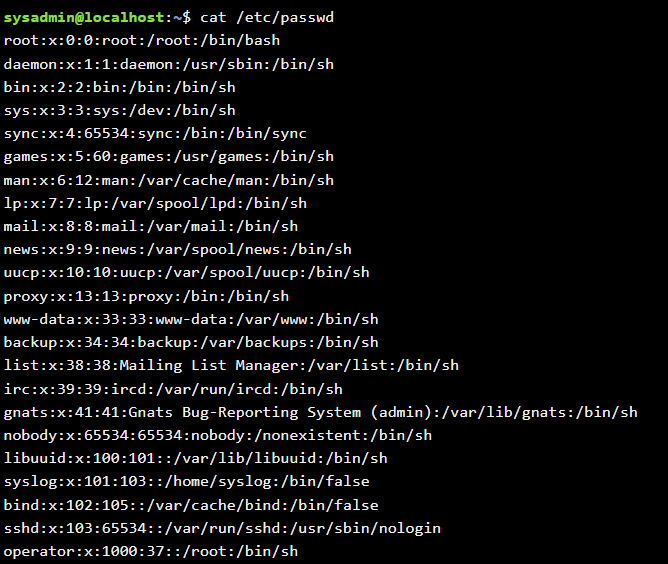 sysadmin@localhost:~$ cat /etc/passwd
root:x:0:0:root:/root:/bin/bash
daemon:x:1:1:daemon:/usr/sbin:/bin/sh
bin:x:2:2:bin:/bin:/bin/sh
sys:x:3:3:sys:/dev:/bin/sh
sync:x:4:65534:sync:/bin:/bin/sync
games:x:5:60:games:/usr/games:/bin/sh
man:x:6:12:man:/var/cache/man:/bin/sh
lp:x:7:7:lp:/var/spool/lpd:/bin/sh
mail:x:8:8:mail:/var/mail:/bin/sh
news:x:9:9:news:/var/spool/news:/bin/sh
uucp:x:10:10:uucp:/var/spool/uucp:/bin/sh
proxy:x:13:13:proxy:/bin:/bin/sh
www-data:x:33:33:www-data:/var/www:/bin/sh
backup:x:34:34:backup:/var/backups:/bin/sh
list:x:38:38:Mailing List Manager:/var/list:/bin/sh
irc:x:39:39:ircd:/var/run/ircd:/bin/sh
gnats:x:41:41:Gnats Bug-Reporting System (admin):/var/lib/gnats:/bin/sh
nobody:x:65534:65534:nobody:/nonexistent:/bin/sh
libuuid:x:100:101::/var/lib/libuuid:/bin/sh
syslog:x:101:103::/home/syslog:/bin/false
bind:x:102:105::/var/cache/bind:/bin/false
sshd:x:103:65534::/var/run/sshd:/usr/sbin/nologin
operator:x:1000:37::/root:/bin/sh